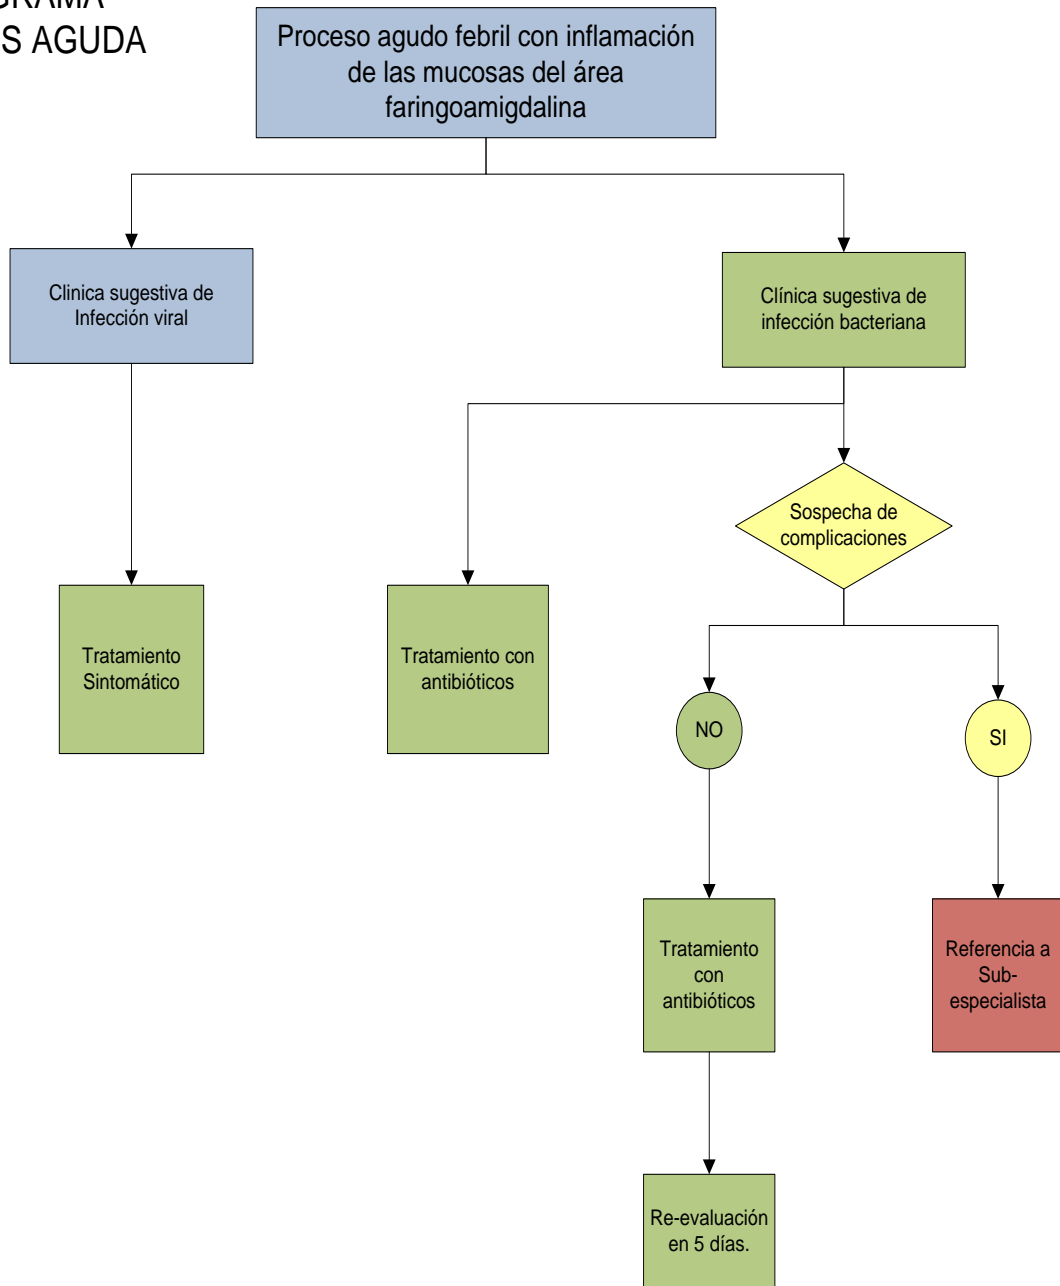 S AGUDA
Proceso agudo febril con inflamación
de las mucosas del área
faringoamigdalina
Clinica sugestiva de
Infección viral
Clínica sugestiva de
infección bacteriana
Sospecha de
complicaciones
Tratamiento
Sintomático
Tratamiento con
antibióticos
NO
SI
Tratamiento
con
antibióticos
Referencia a
Sub-
especialista
Re-evaluación
en 5 días.